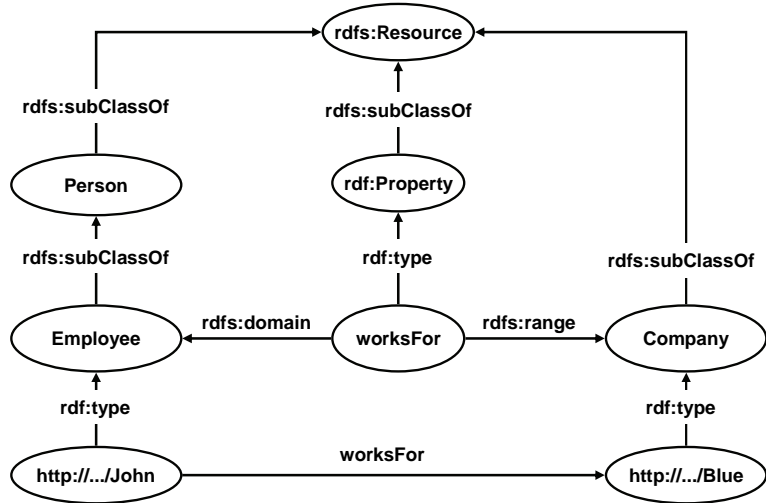 rdfs:Resource
rdfs:subClassOf
rdfs:subClassOf
Person
rdf:Property
rdfs:subClassOf
rdf:type
rdfs:subClassOf
Employee
rdfs:domain
worksFor
rdfs:range
Company
rdf:type
rdf:type
http://.../John
worksFor
http://.../Blue